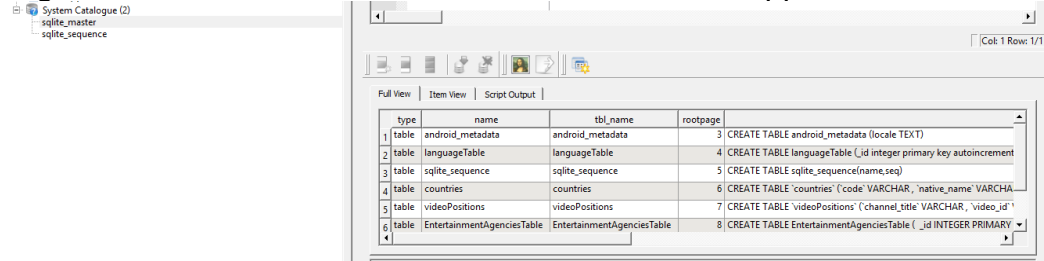 System Catalogue (2)
sqlite_master
sqlite_sequence
Col: 1 Row: 1/1
Full View Item View Script Output
type name tbl_name rootpage
1 table android_metadata android_metadata 3 CREATE TABLE android_metadata (locale TEXT)
2 table languageTable languageTable 4 CREATE TABLE languageTable (_id integer primary key autoincrement
3 table sqlite_sequence sqlite_sequence 5 CREATE TABLE sqlite_sequence(name,seq)
4 table countries countries 6 CREATE TABLE `countries` (`code` VARCHAR , `native_name` VARCHA
5 table videoPositions videoPositions 7 CREATE TABLE `videoPositions` (`channel_title` VARCHAR , `video_id`
6 table EntertainmentAgenciesTable EntertainmentAgenciesTable 8 CREATE TABLE EntertainmentAgenciesTable ( _id INTEGER PRIMARY